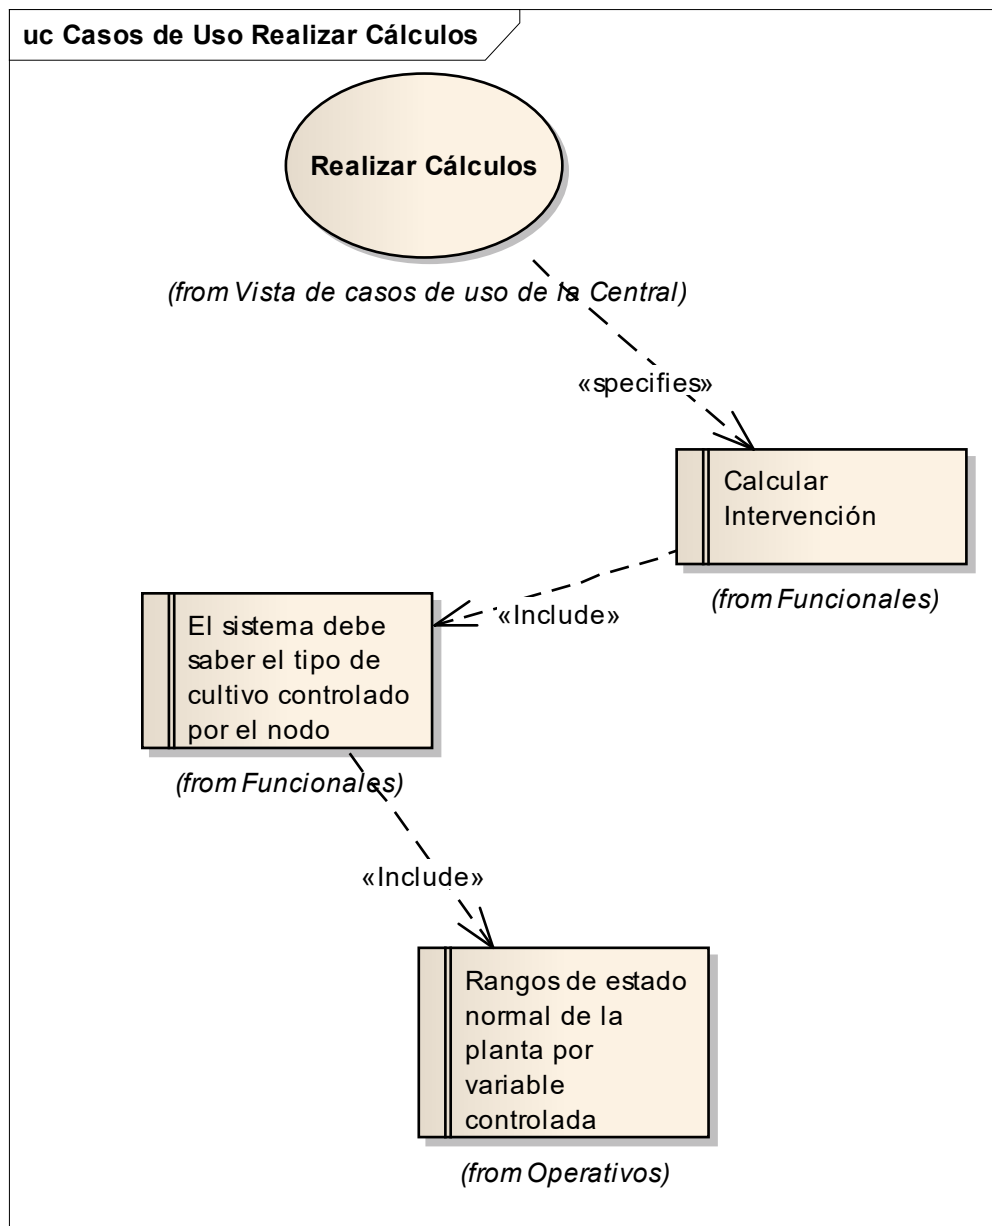 uc Casos de Uso Realizar Cálculos
Realizar Cálculos
(from Vista de casos de uso de la Central)
«specifies»
Calcular
Intervención
(from Funcionales)
«Include»
El sistema debe
saber el tipo de
cultivo controlado
por el nodo
(from Funcionales)
«Include»
Rangos de estado
normal de la
planta por
variable
controlada
(from Operativos)